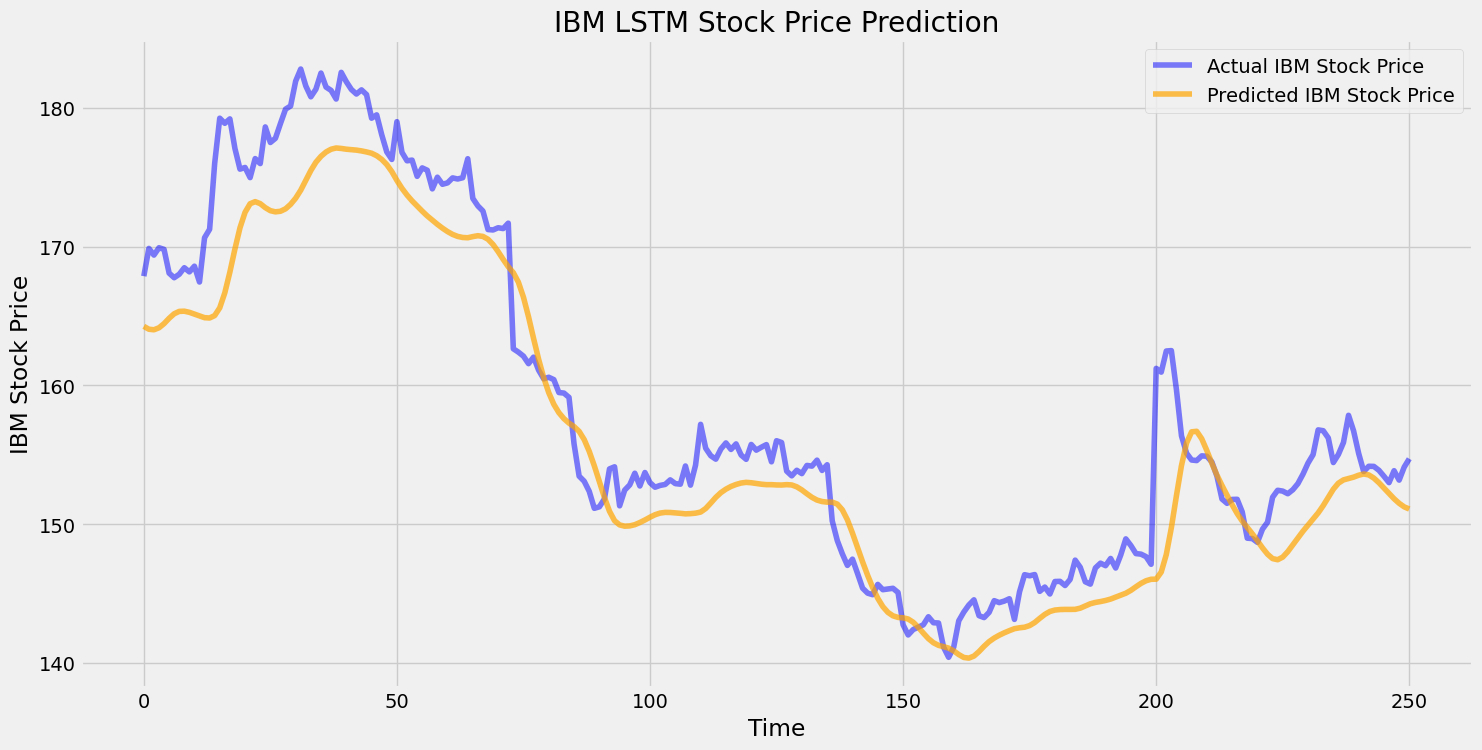 IBM LSTM Stock Price Prediction
Actual IBM Stock Price
Predicted IBM Stock Price
IBM Stock Price
180
170
160
150
140
0 50 100 150 200 250
Time